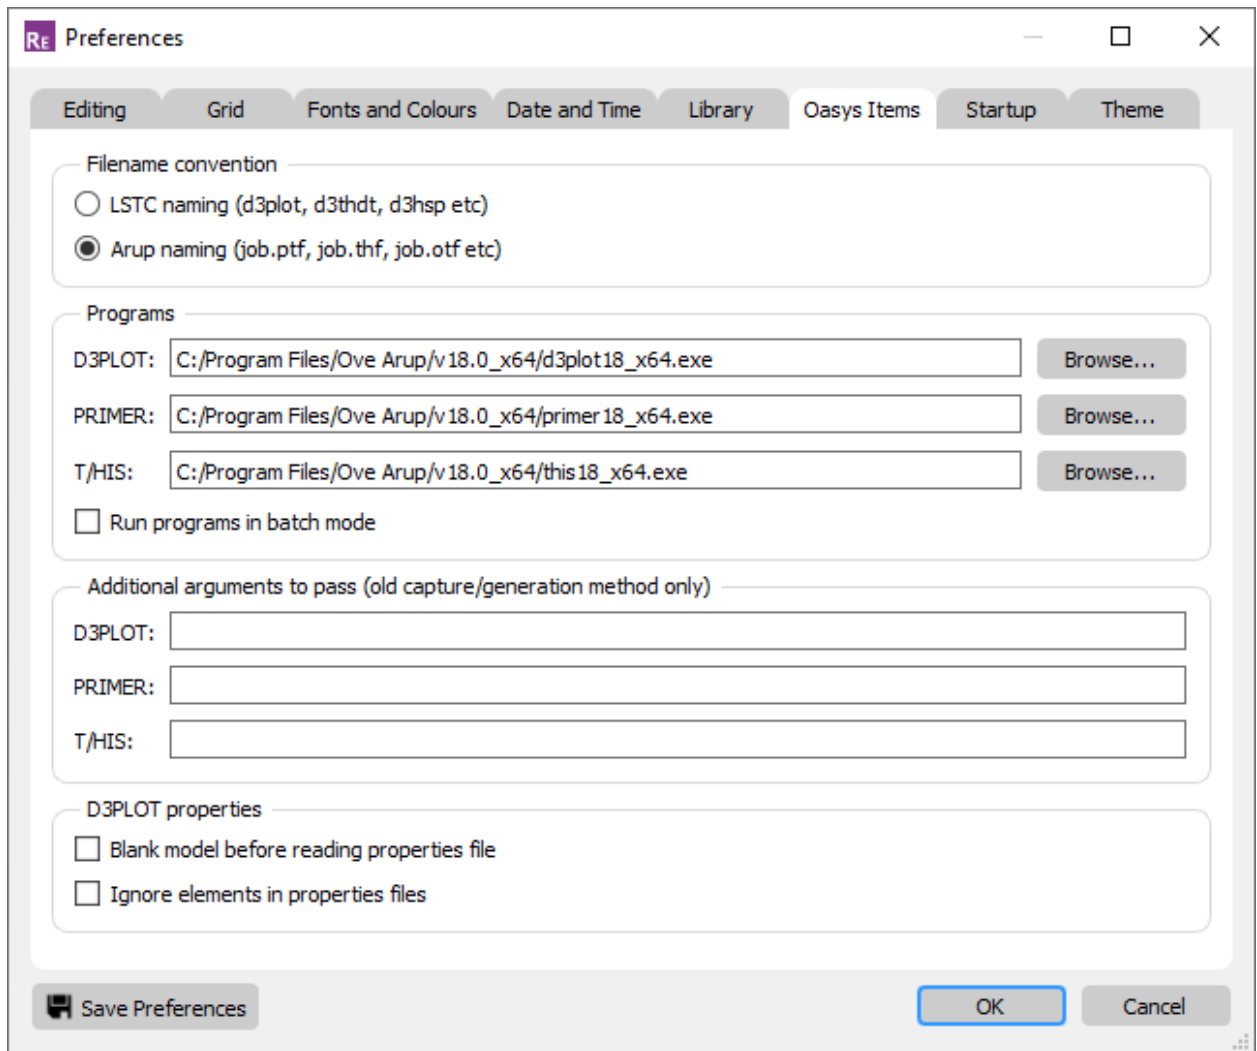 RE Preferences
Editing Grid Fonts and Colours Date and Time Library Oasys Items Startup Theme
Filename convention
LSTC naming (d3plot, d3thdt, d3hsp etc)
Arup naming (job.ptf, job.thf, job.otf etc)
Programs
D3PLOT: C:/Program Files/Ove Arup/v18.0_x64/d3plot18_x64.exe Browse...
PRIMER: C:/Program Files/Ove Arup/v18.0_x64/primer18_x64.exe Browse...
T/HIS: C:/Program Files/Ove Arup/v18.0_x64/this18_x64.exe Browse...
Run programs in batch mode
Additional arguments to pass (old capture/generation method only)
D3PLOT:
PRIMER:
T/HIS:
D3PLOT properties
Blank model before reading properties file
Ignore elements in properties files
Save Preferences OK Cancel